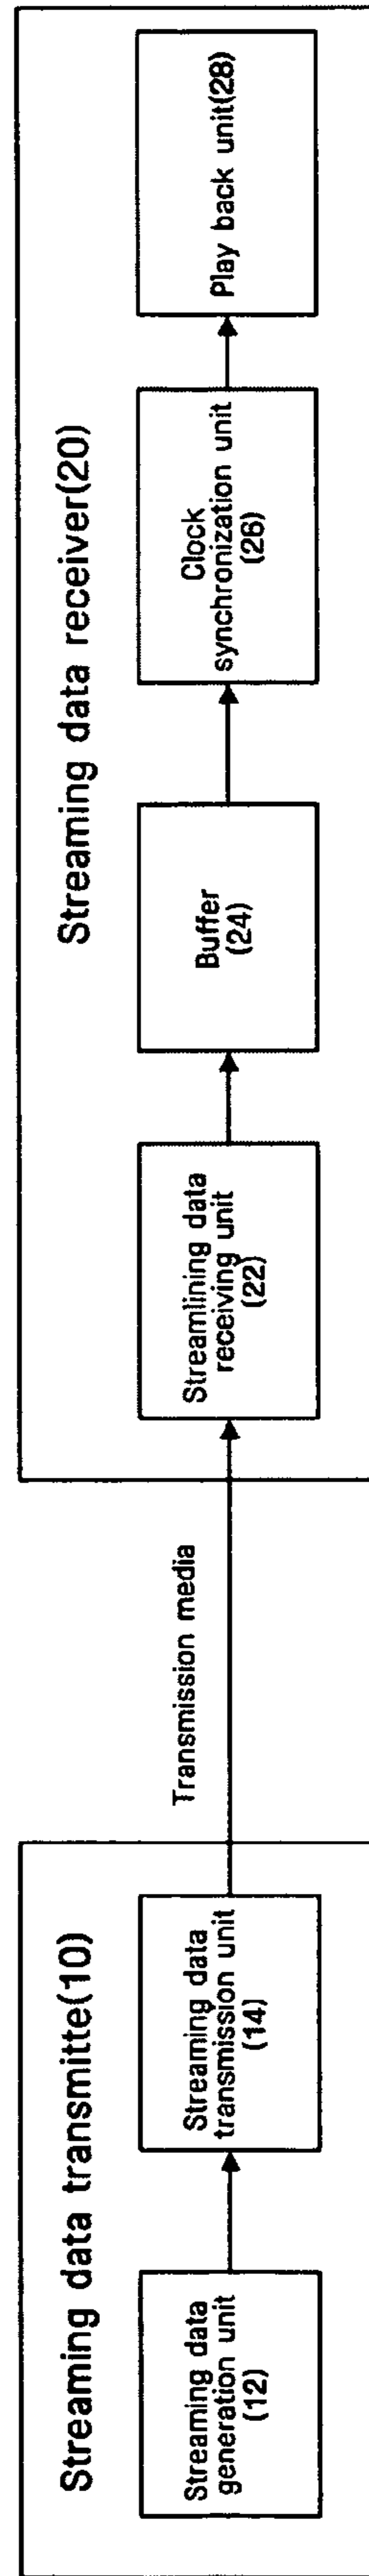 Streaming data transmitte(10)
Streaming data
generation unit
(12)
Streaming data
transmission unit
(14)
Transmission media
Streaming data receiver(20)
Streamlining data
receiving unit
(22)
Buffer
(24)
Clock
synchronization unit
(26)
Play back unit(28)